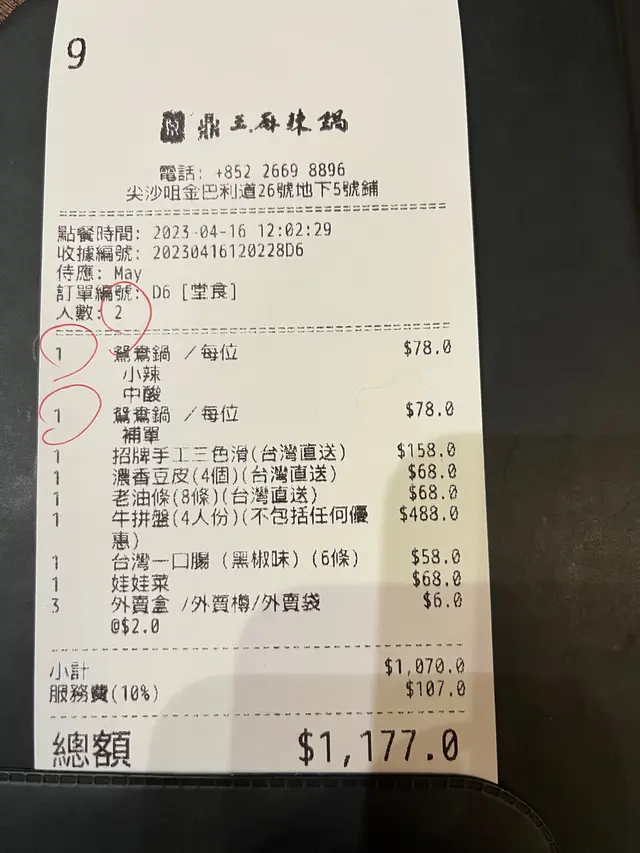 9
鼎王麻辣鍋
電話: +852 2669 8896
尖沙咀金巴利道26號地下5號鋪
點餐時間: 2023-04-16 12:02:29
收據編號: 20230416120228D6
侍應: May
訂單編號: D6 [堂食]
人數: 2
1 鴛鴦鍋 /每位 $78.0
小辣
中酸
1 鴛鴦鍋 /每位 $78.0
補單
1 招牌手工三色滑(台灣直送) $158.0
1 濃香豆皮(4個)(台灣直送) $68.0
1 老油條(8條)(台灣直送) $68.0
1 牛拼盤(4人份)(不包括任何優 $488.0
惠)
1 台灣一口腸 (黑椒味) (6條) $58.0
1 娃娃菜 $68.0
3 外賣盒 /外賣樽/外賣袋 $6.0
@$2.0
小計 $1,070.0
服務費(10%) $107.0
總額 $1,177.0